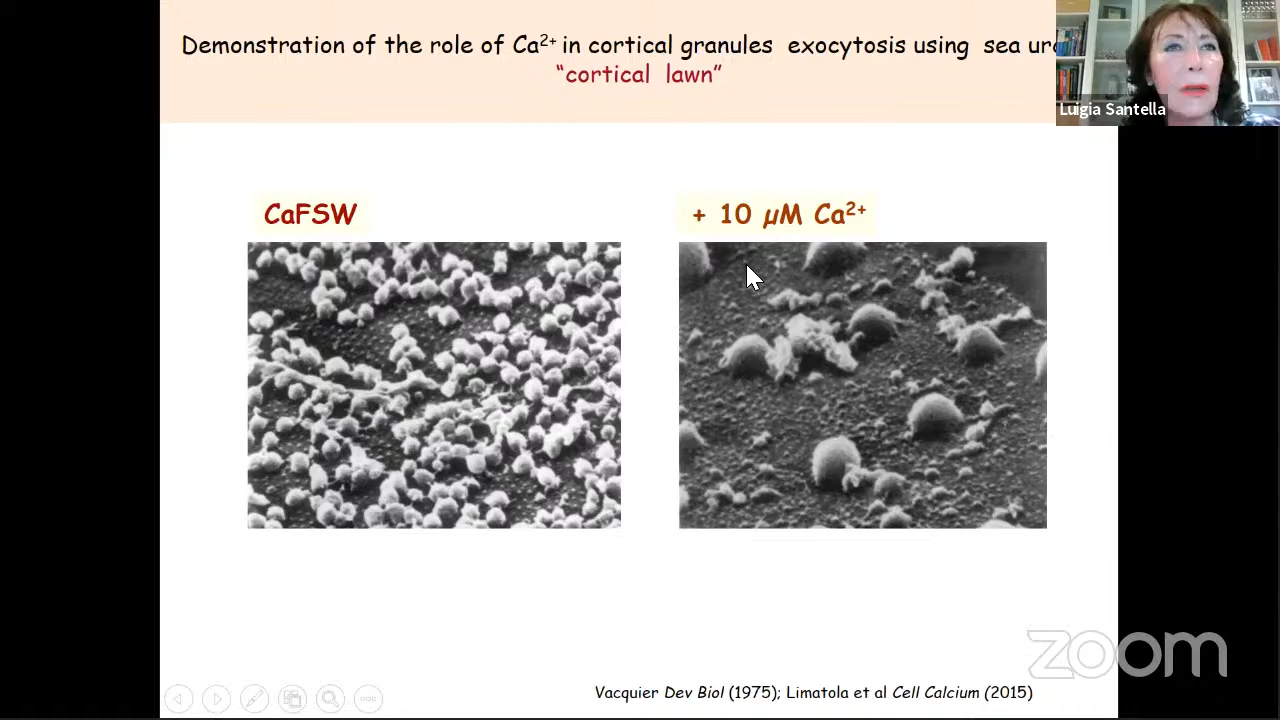 Demonstration of the role of Ca²⁺ in cortical granules exocytosis using sea
“cortical lawn”
Luigia Santella
CaFSW
+ 10 µM Ca²⁺
zoom
Vacquier Dev Biol (1975); Limatola et al Cell Calcium (2015)